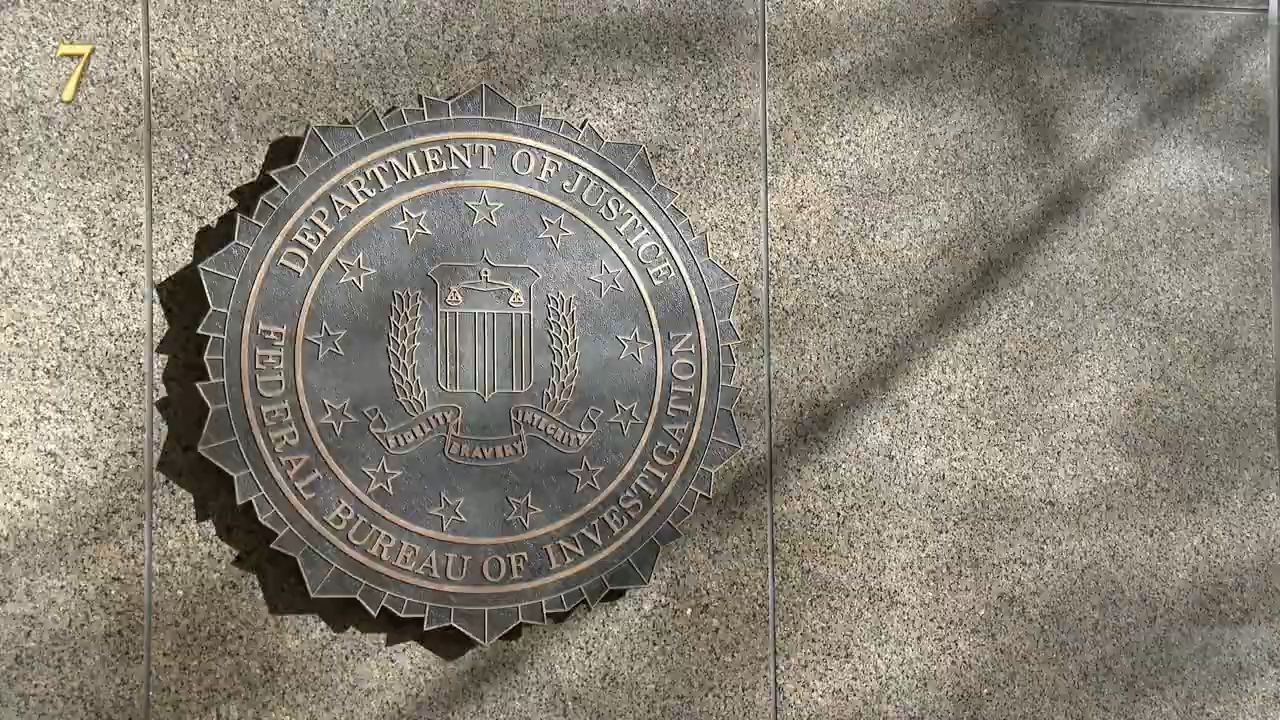 7
DEPARTMENT OF JUSTICE
FEDERAL BUREAU OF INVESTIGATION
FIDELITY
BRAVERY
INTEGRITY